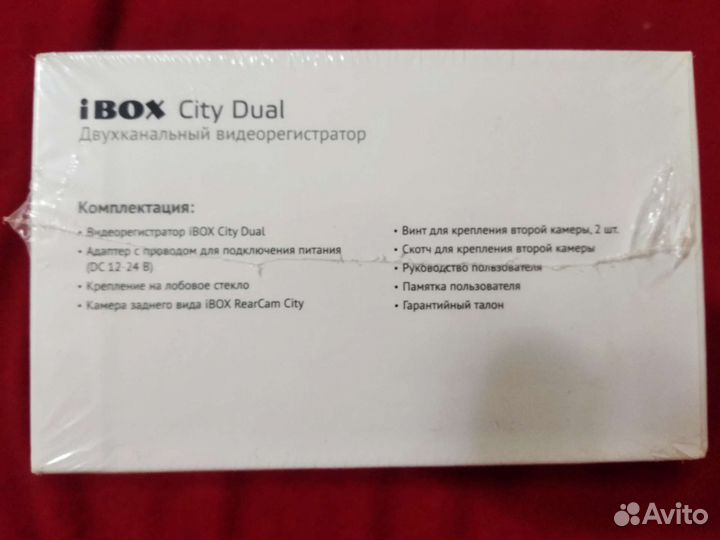 iBOX City Dual
Двухканальный видеорегистратор
Комплектация:
• Видеорегистратор iBOX City Dual
• Адаптер с проводом для подключения питания
(DC 12-24 В)
• Крепление на лобовое стекло
• Камера заднего вида iBOX RearCam City
• Винт для крепления второй камеры, 2 шт.
• Скотч для крепления второй камеры
• Руководство пользователя
• Памятка пользователя
• Гарантийный талон
Avito